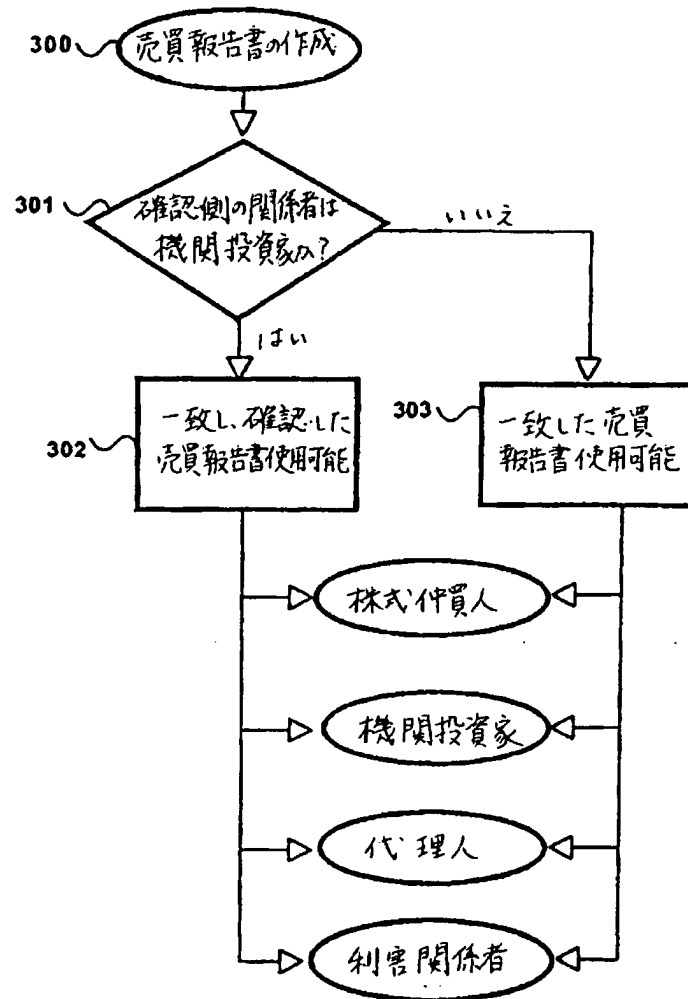 300
売買報告書の作成
301
確認側の関係者は
機関投資家か?
いいえ
はい
302
一致し、確認した
売買報告書使用可能
303
一致した売買
報告書使用可能
株式仲買人
機関投資家
代理人
利害関係者